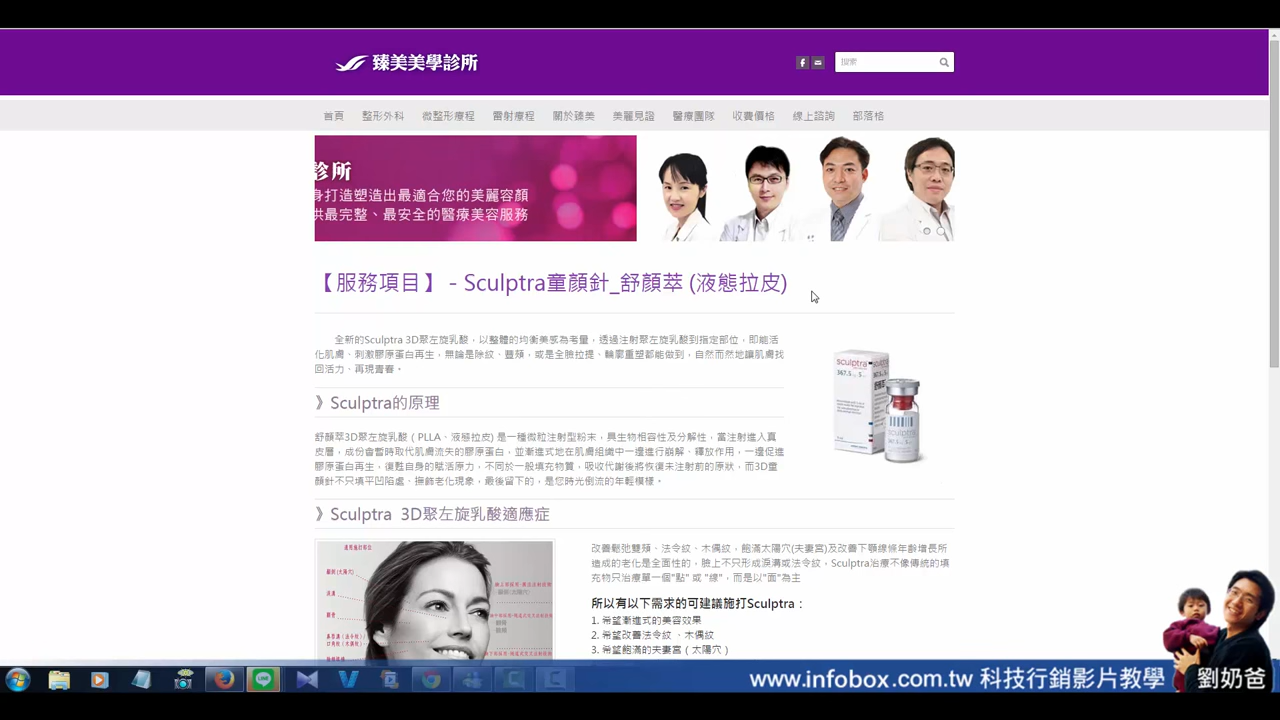 臻美美學診所
搜索
首頁 整形外科 微整形療程 雷射療程 關於臻美 美麗見證 醫療團隊 收費價格 線上諮詢 部落格
診所
身打造塑造出最適合您的美麗容顏
供最完整、最安全的醫療美容服務
【服務項目】 - Sculptra童顏針_舒顏萃 (液態拉皮)
全新的Sculptra 3D聚左旋乳酸，以整體的均衡美感為考量，透過注射聚左旋乳酸到指定部位，即能活
化肌膚、刺激膠原蛋白再生，無論是除紋、豐頰，或是全臉拉提、輪廓重塑都能做到，自然而然地讓肌膚找
回活力、再現青春。
sculptra
367.5
》Sculptra的原理
舒顏萃3D聚左旋乳酸（PLLA、液態拉皮) 是一種微粒注射型粉末，具生物相容性及分解性，當注射進入真
皮層，成份會暫時取代肌膚流失的膠原蛋白，並漸進式地在肌膚組織中一邊進行崩解、釋放作用，一邊促進
膠原蛋白再生，復甦自身的賦活原力，不同於一般填充物質，吸收代謝後將恢復未注射前的原狀，而3D童
顏針不只填平凹陷處、撫飾老化現象，最後留下的，是您時光倒流的年輕模樣。
》Sculptra 3D聚左旋乳酸適應症
改善鬆弛雙頰、法令紋、木偶紋，飽滿太陽穴(夫妻宮)及改善下顎線條年齡增長所
造成的老化是全面性的，臉上不只形成淚溝或法令紋，Sculptra治療不像傳統的填
充物只治療單一個"點" 或 "線"，而是以"面"為主
所以有以下需求的可建議施打Sculptra：
1. 希望漸進式的美容效果
2. 希望改善法令紋 、木偶紋
3. 希望飽滿的夫妻宮（太陽穴）
www.infobox.com.tw 科技行銷影片教學
劉奶爸